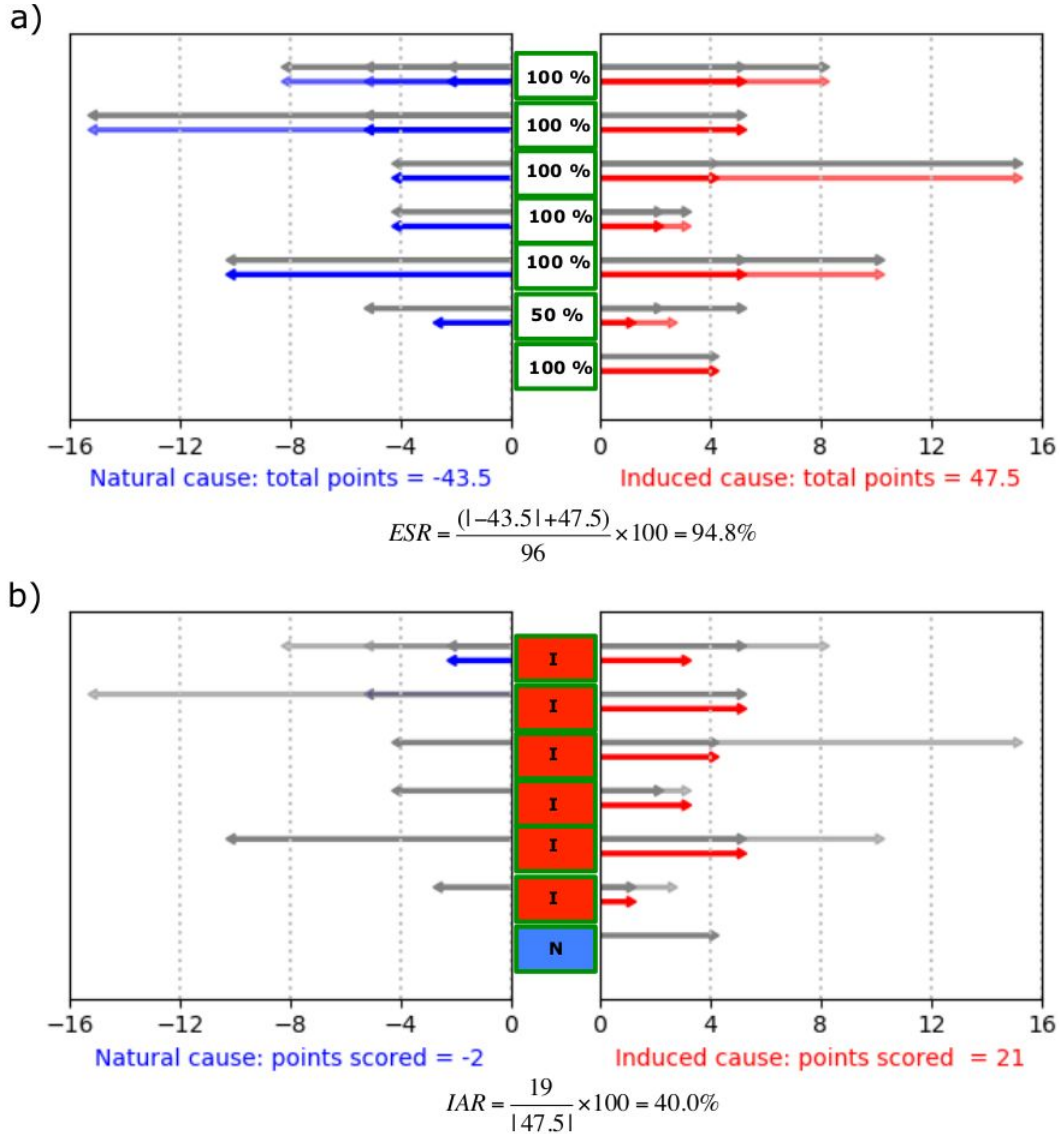 a)
100 %
100 %
100 %
100 %
100 %
50 %
100 %
−16 −12 −8 −4 0 0 4 8 12 16
Natural cause: total points = -43.5 Induced cause: total points = 47.5
ESR = (|−43.5|+47.5) / 96 ×100 = 94.8%
b)
I
I
I
I
I
I
N
−16 −12 −8 −4 0 0 4 8 12 16
Natural cause: points scored = -2 Induced cause: points scored = 21
IAR = 19 / |47.5| ×100 = 40.0%